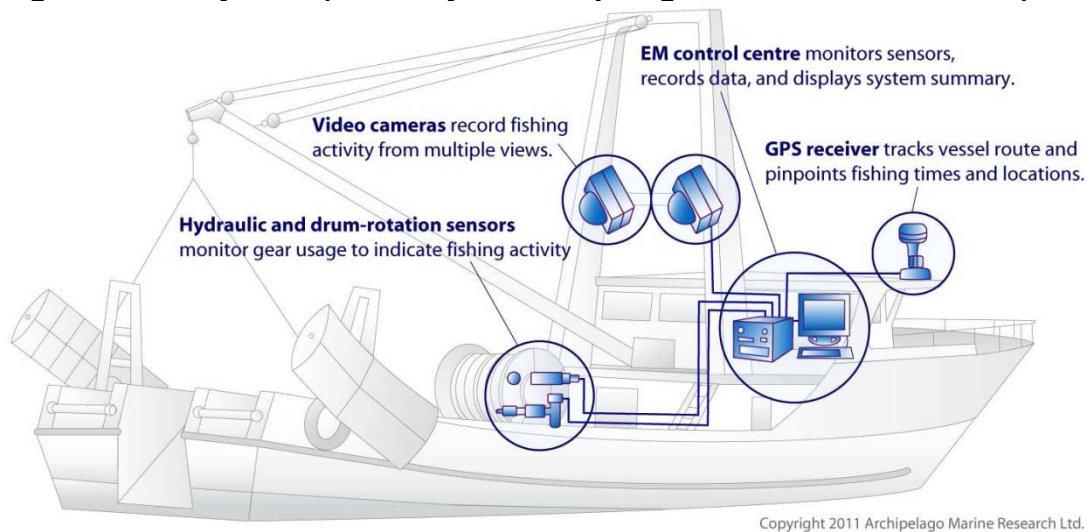 EM control centre monitors sensors,
records data, and displays system summary.
Video cameras record fishing
activity from multiple views.
GPS receiver tracks vessel route and
pinpoints fishing times and locations.
Hydraulic and drum-rotation sensors
monitor gear usage to indicate fishing activity
Copyright 2011 Archipelago Marine Research Ltd.